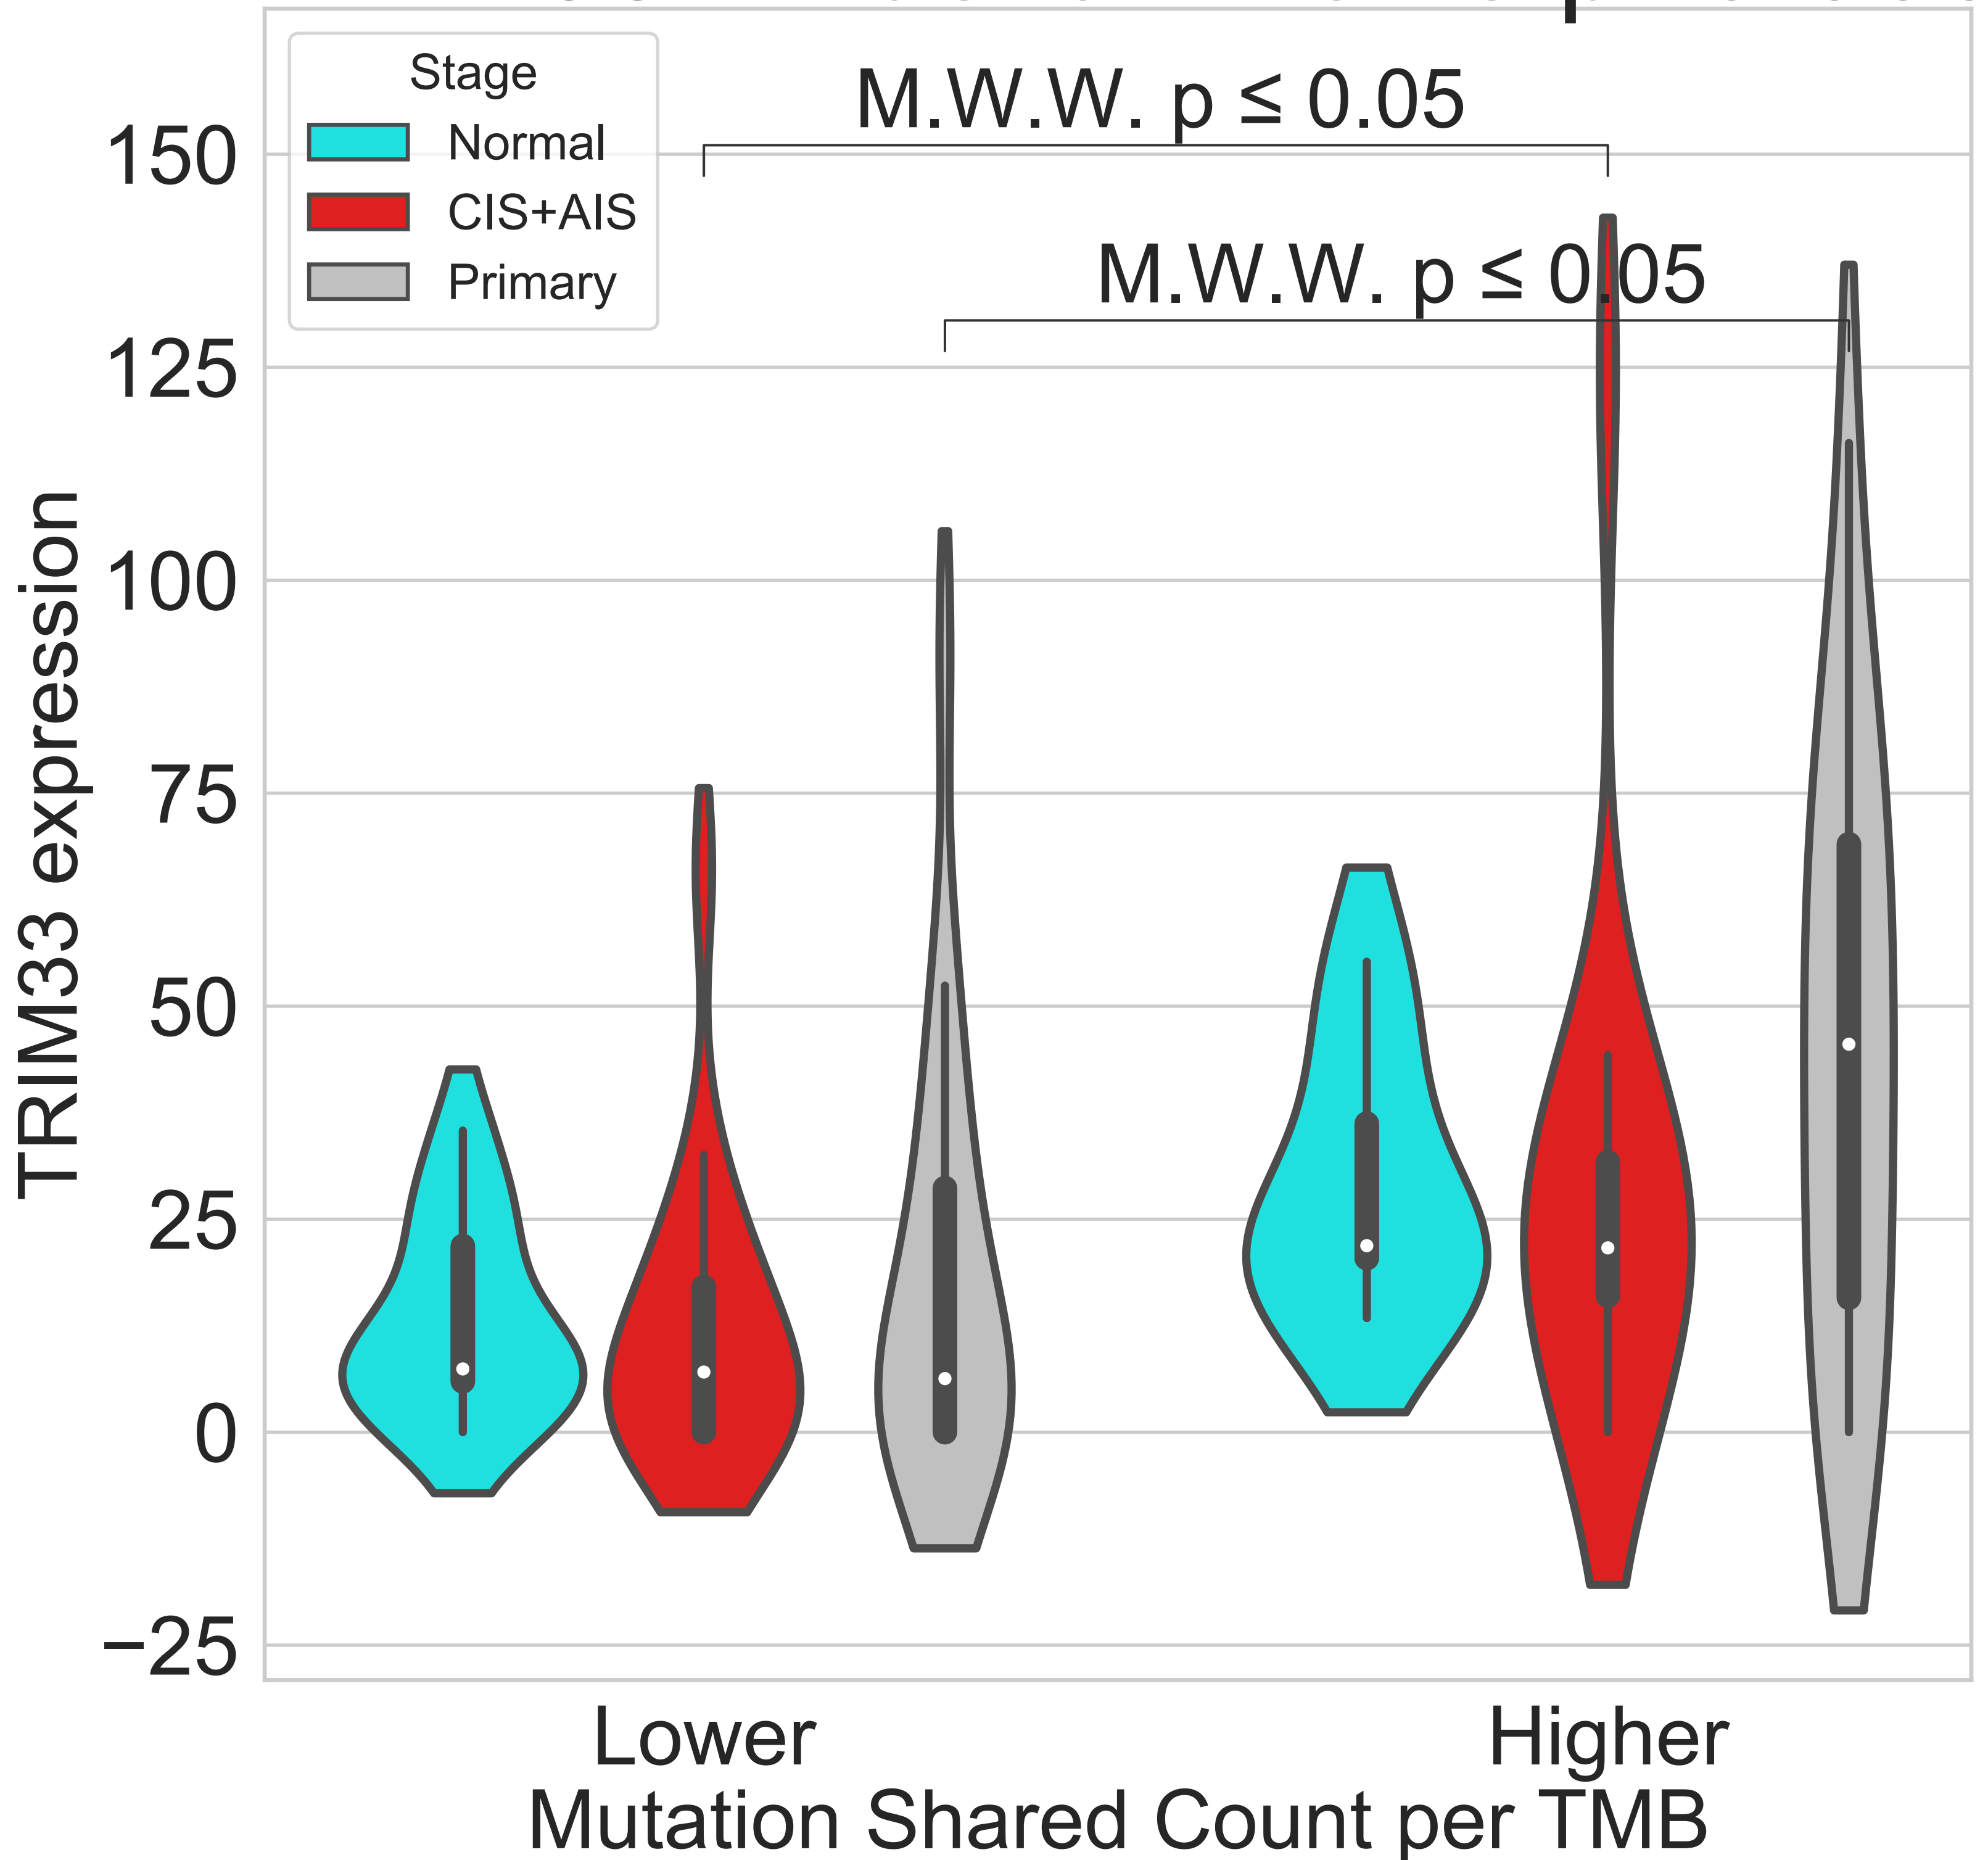 Stage
Normal
CIS+AIS
Primary
M.W.W. p ≤ 0.05
M.W.W. p ≤ 0.05
TRIM33 expression
150
125
100
75
50
25
0
−25
Lower
Higher
Mutation Shared Count per TMB